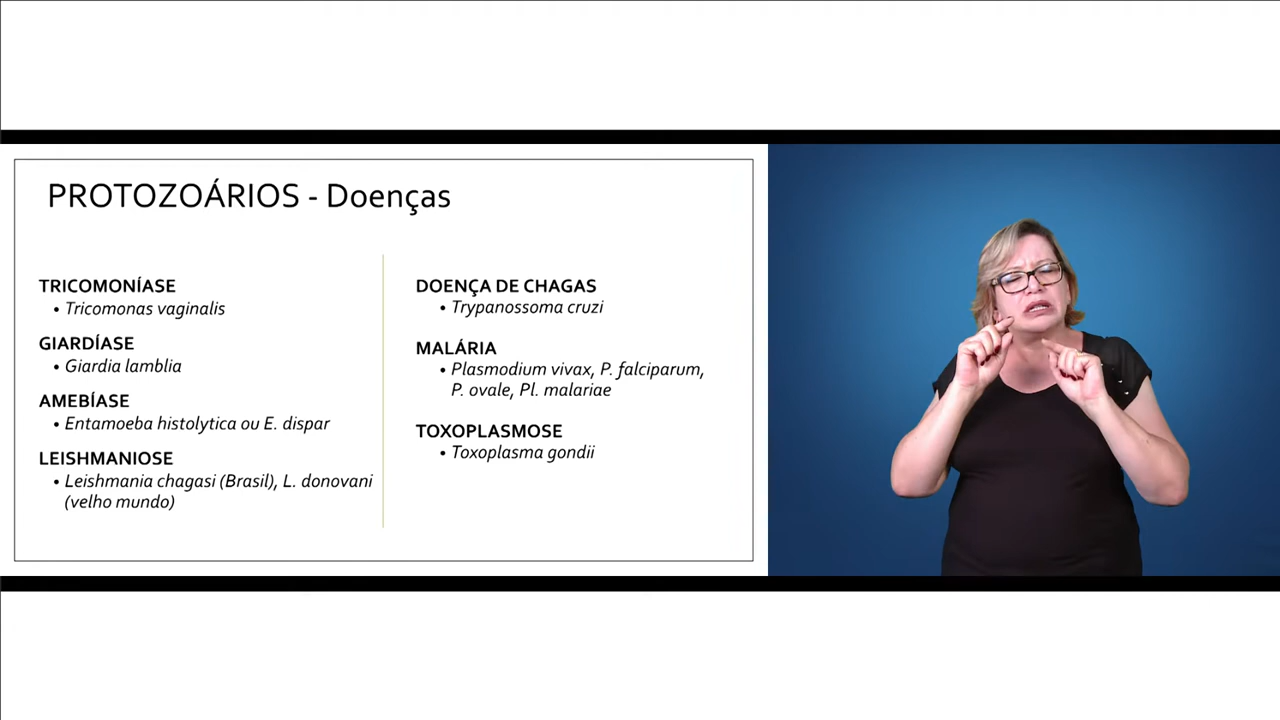 PROTOZOÁRIOS - Doenças
TRICOMONÍASE
• Tricomonas vaginalis
GIARDÍASE
• Giardia lamblia
AMEBÍASE
• Entamoeba histolytica ou E. dispar
LEISHMANIOSE
• Leishmania chagasi (Brasil), L. donovani
(velho mundo)
DOENÇA DE CHAGAS
• Trypanossoma cruzi
MALÁRIA
• Plasmodium vivax, P. falciparum,
P. ovale, Pl. malariae
TOXOPLASMOSE
• Toxoplasma gondii